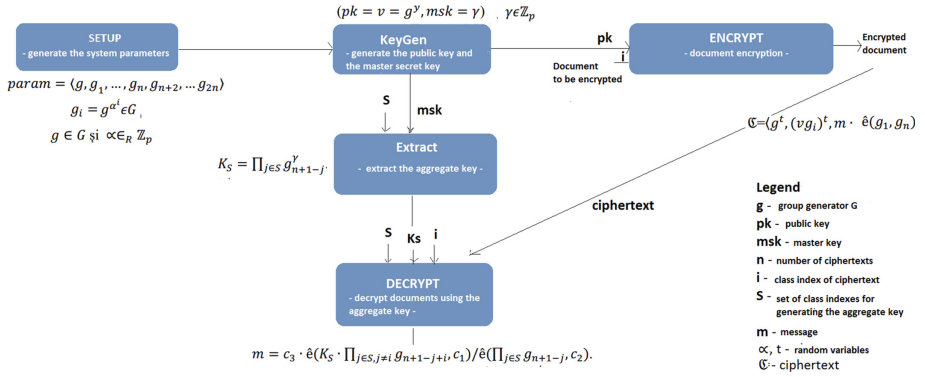 (pk = v = g^γ, msk = γ) γϵℤ_p
SETUP
- generate the system parameters
KeyGen
- generate the public key and
the master secret key
pk
i
Document
to be encrypted
ENCRYPT
- document encryption -
Encrypted
document
param = ⟨g, g_1, …, g_n, g_{n+2}, … g_{2n}⟩
g_i = g^{α^i} ϵG
g ∈ G și ∝∈_R ℤ_p
S
msk
ℭ=⟨g^t, (vg_i)^t, m · ê(g_1, g_n)
K_S = ∏_{j∈S} g^γ_{n+1−j}.
Extract
- extract the aggregate key -
ciphertext
S
Ks
i
DECRYPT
- decrypt documents using the
aggregate key -
m = c_3 · ê(K_S · ∏_{j∈S,j≠i} g_{n+1−j+i}, c_1)/ê(∏_{j∈S} g_{n+1−j}, c_2).
Legend
g - group generator G
pk - public key
msk - master key
n - number of ciphertexts
i - class index of ciphertext
S - set of class indexes for
generating the aggregate key
m - message
∝, t - random variables
ℭ- ciphertext